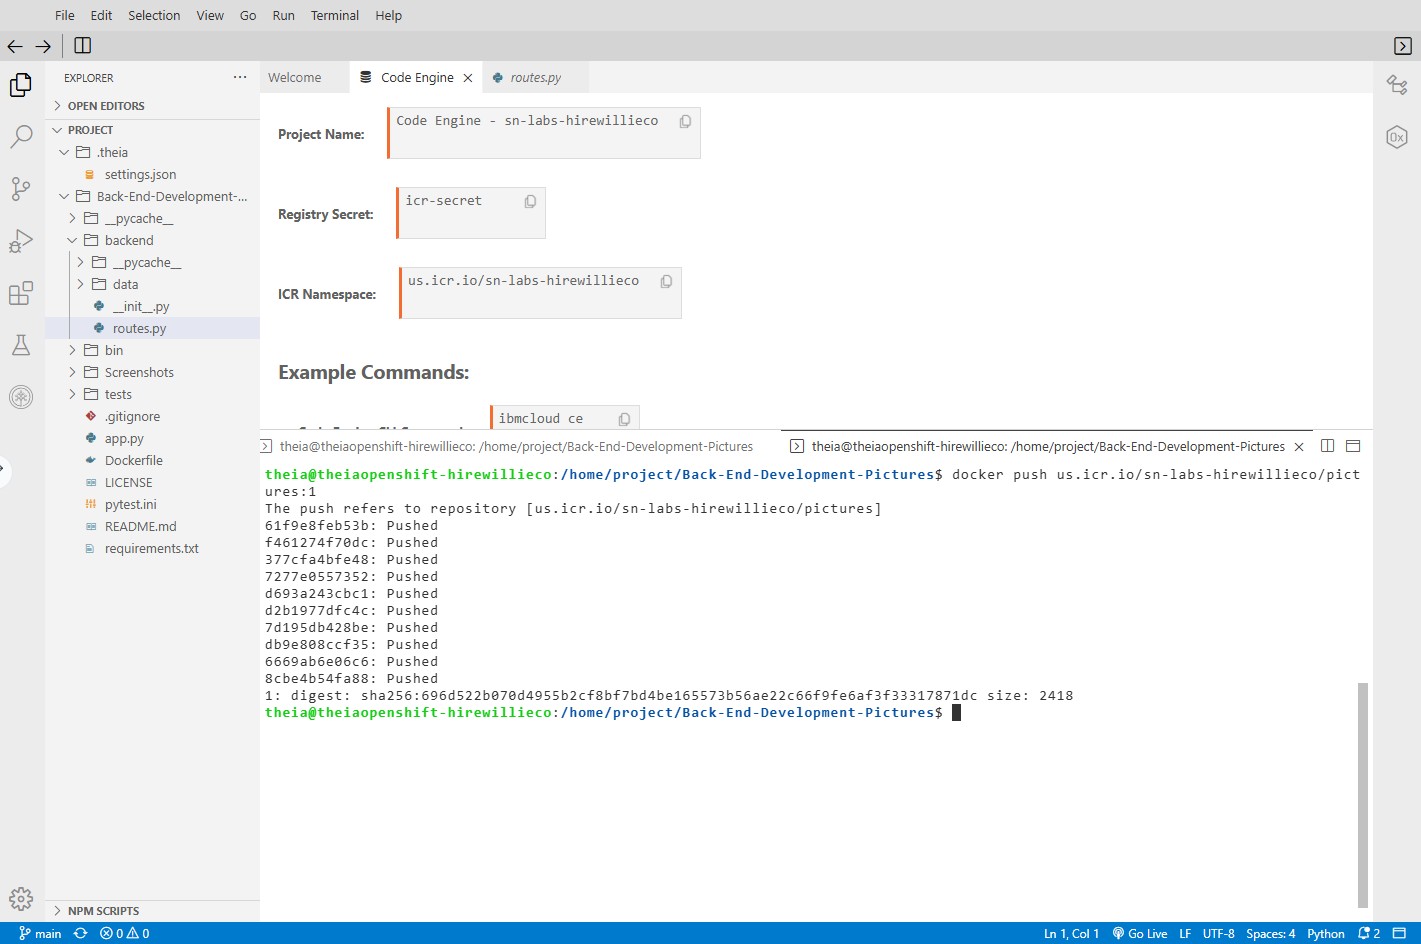 File Edit Selection View Go Run Terminal Help
EXPLORER
OPEN EDITORS
PROJECT
.theia
settings.json
Back-End-Development-...
__pycache__
backend
__pycache__
data
__init__.py
routes.py
bin
Screenshots
tests
.gitignore
app.py
Dockerfile
LICENSE
pytest.ini
README.md
requirements.txt
NPM SCRIPTS
Welcome Code Engine routes.py
Project Name: Code Engine - sn-labs-hirewillieco
Registry Secret: icr-secret
ICR Namespace: us.icr.io/sn-labs-hirewillieco
Example Commands:
ibmcloud ce
theia@theiaopenshift-hirewillieco: /home/project/Back-End-Development-Pictures theia@theiaopenshift-hirewillieco: /home/project/Back-End-Development-Pictures
theia@theiaopenshift-hirewillieco:/home/project/Back-End-Development-Pictures$ docker push us.icr.io/sn-labs-hirewillieco/pict
ures:1
The push refers to repository [us.icr.io/sn-labs-hirewillieco/pictures]
61f9e8feb53b: Pushed
f461274f70dc: Pushed
377cfa4bfe48: Pushed
7277e0557352: Pushed
d693a243cbc1: Pushed
d2b1977dfc4c: Pushed
7d195db428be: Pushed
db9e808ccf35: Pushed
6669ab6e06c6: Pushed
8cbe4b54fa88: Pushed
1: digest: sha256:696d522b070d4955b2cf8bf7bd4be165573b56ae22c66f9fe6af3f33317871dc size: 2418
theia@theiaopenshift-hirewillieco:/home/project/Back-End-Development-Pictures$
main 0 0 Ln 1, Col 1 Go Live LF UTF-8 Spaces: 4 Python 2